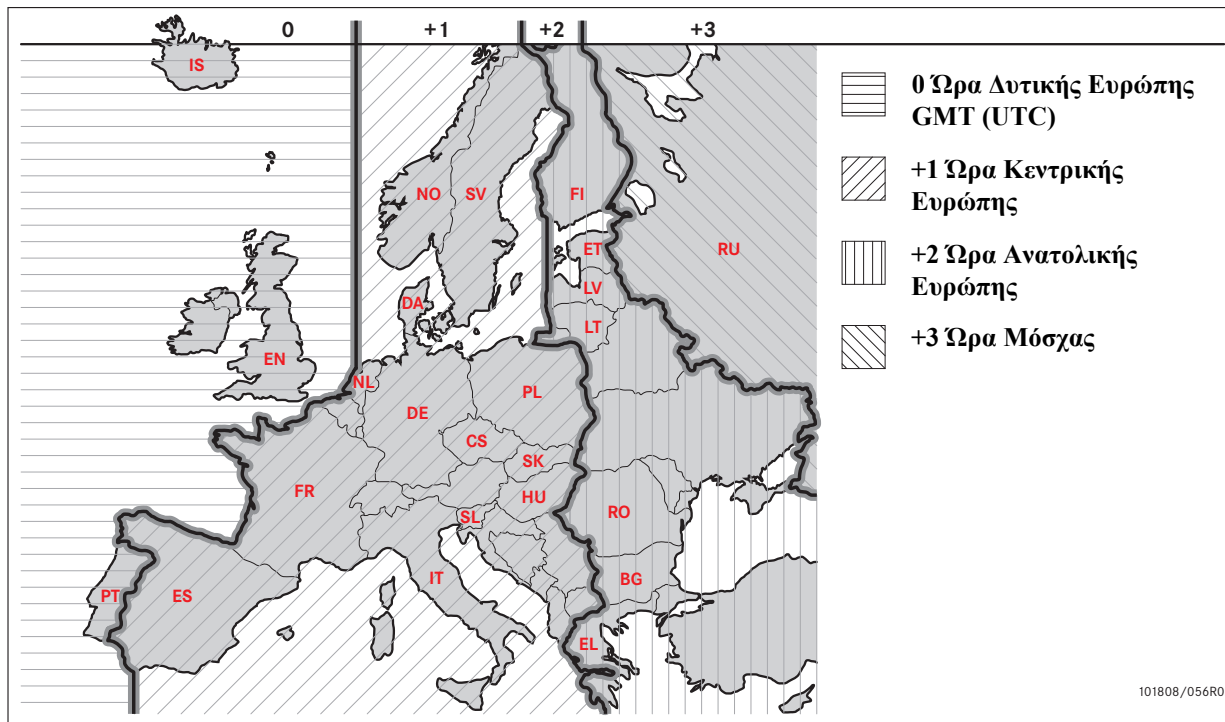 0 +1 +2 +3
IS
NO SV FI
ET RU
LV
DA
LT
EN
NL
PL
DE
CS
SK
FR HU
RO
SL
IT BG
PT ES
EL
0 Ώρα Δυτικής Ευρώπης
GMT (UTC)
+1 Ώρα Κεντρικής
Ευρώπης
+2 Ώρα Ανατολικής
Ευρώπης
+3 Ώρα Μόσχας
101808/056R0